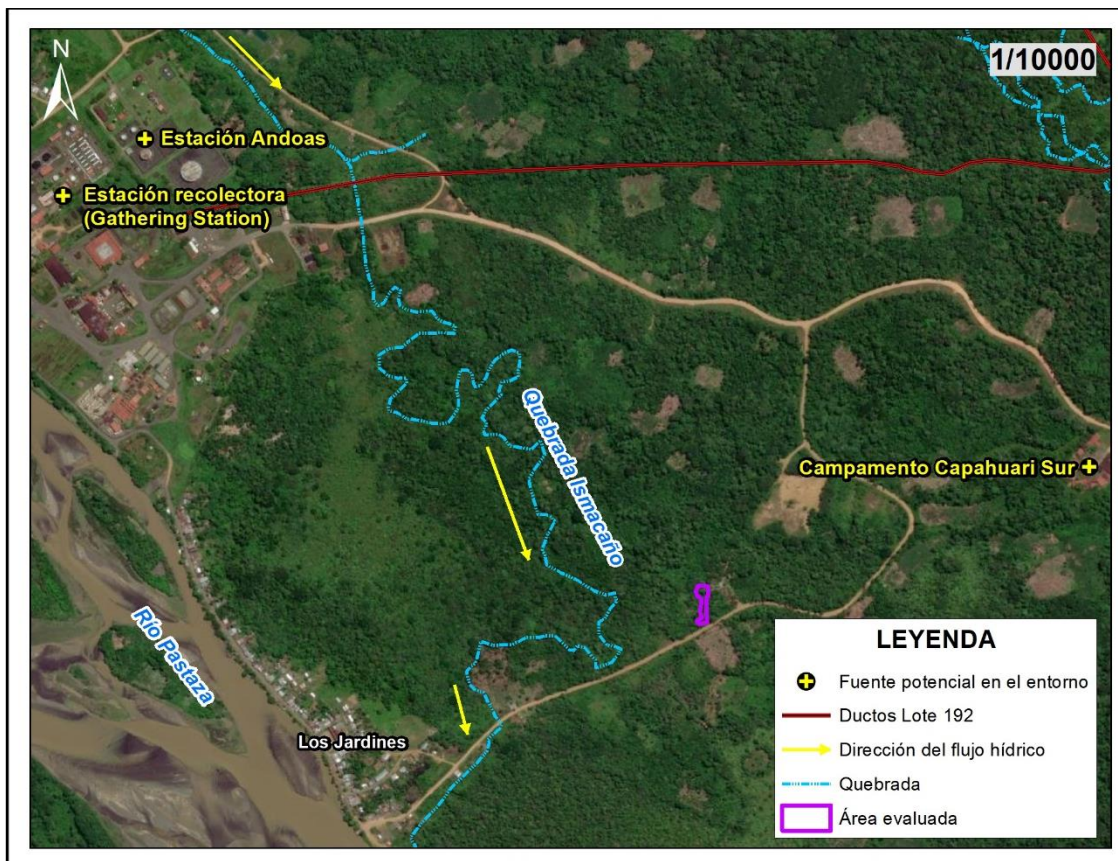 N
1/10000
Estación Andoas
Estación recolectora
(Gathering Station)
Quebrada Ismacaño
Campamento Capahuari Sur
Río Pastaza
Los Jardines
LEYENDA
Fuente potencial en el entorno
Ductos Lote 192
Dirección del flujo hídrico
Quebrada
Área evaluada